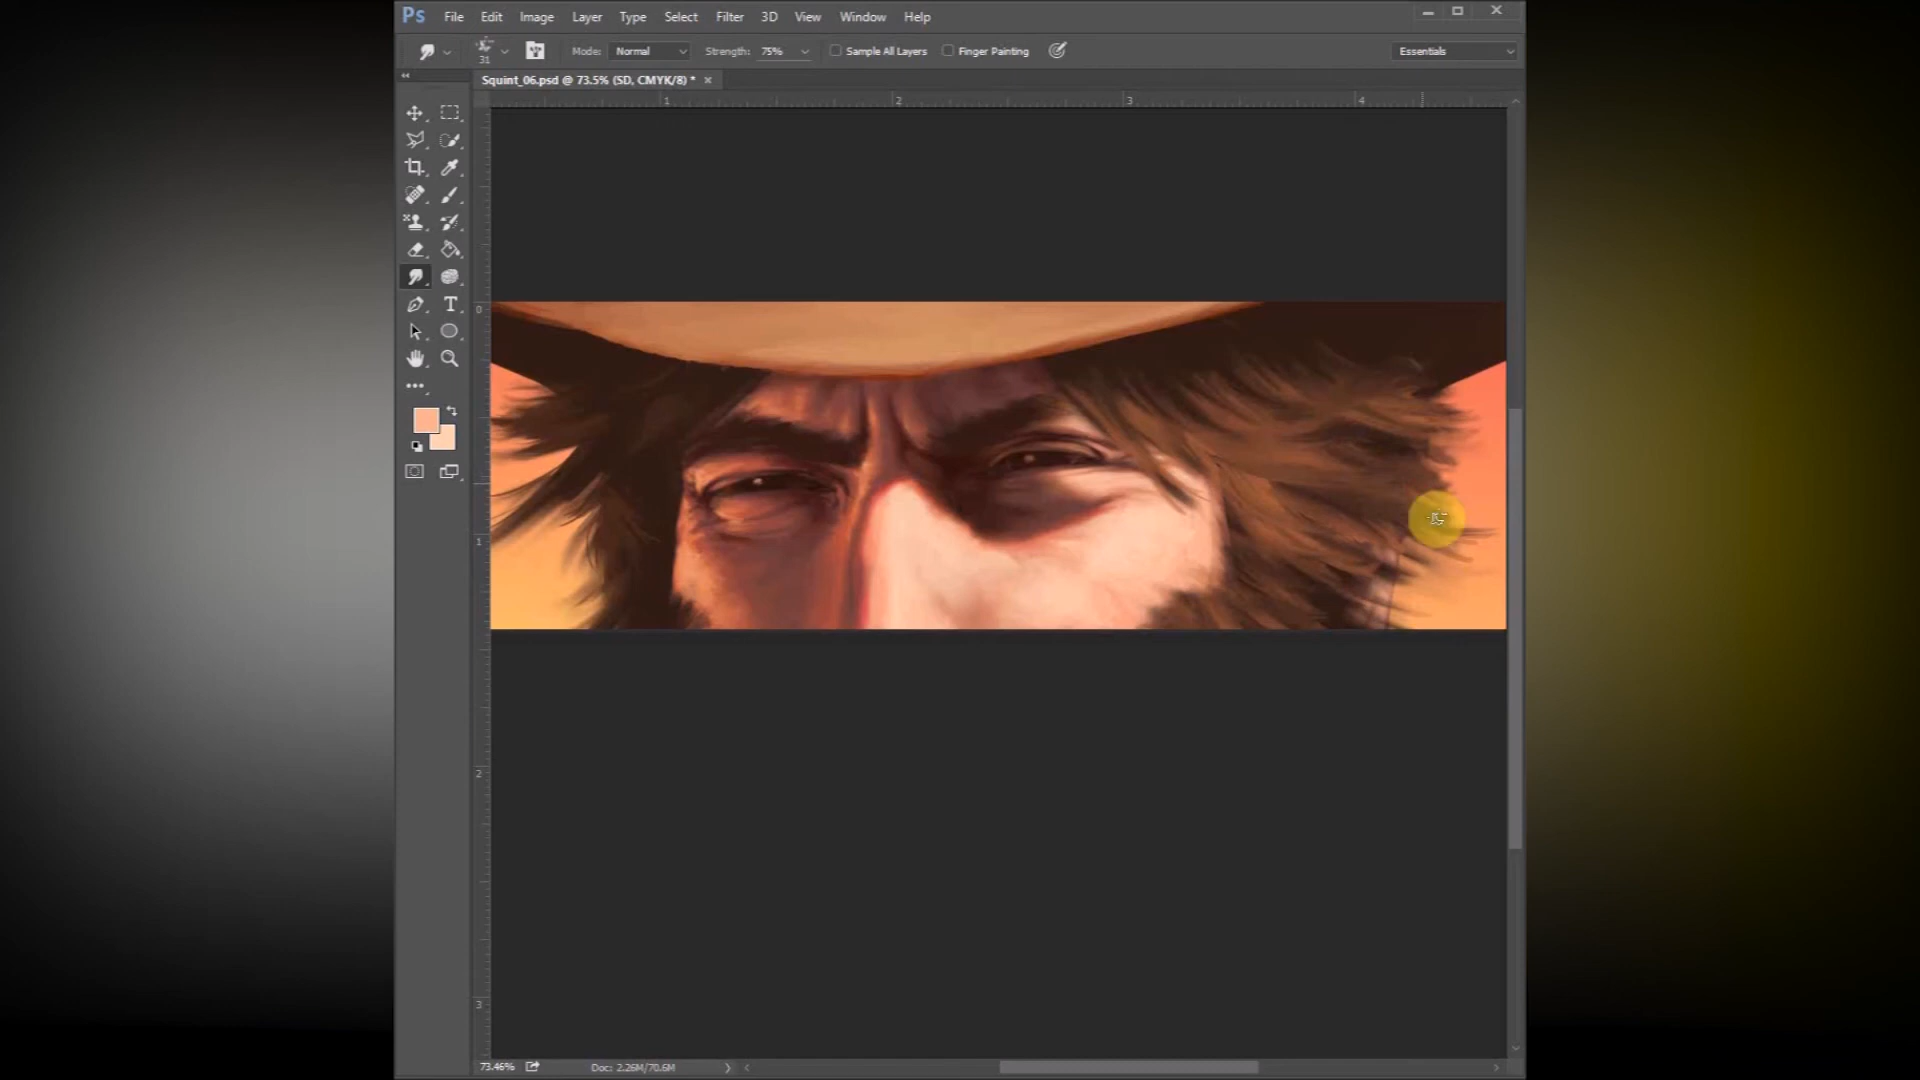 Ps File Edit Image Layer Type Select Filter 3D View Window Help
31 Mode: Normal Strength: 75% Sample All Layers Finger Painting Essentials
Squint_06.psd @ 73.5% (SD, CMYK/8) * ×
1 2 3 4
0
T
1
2
3
73.46% Doc: 2.26M/70.6M